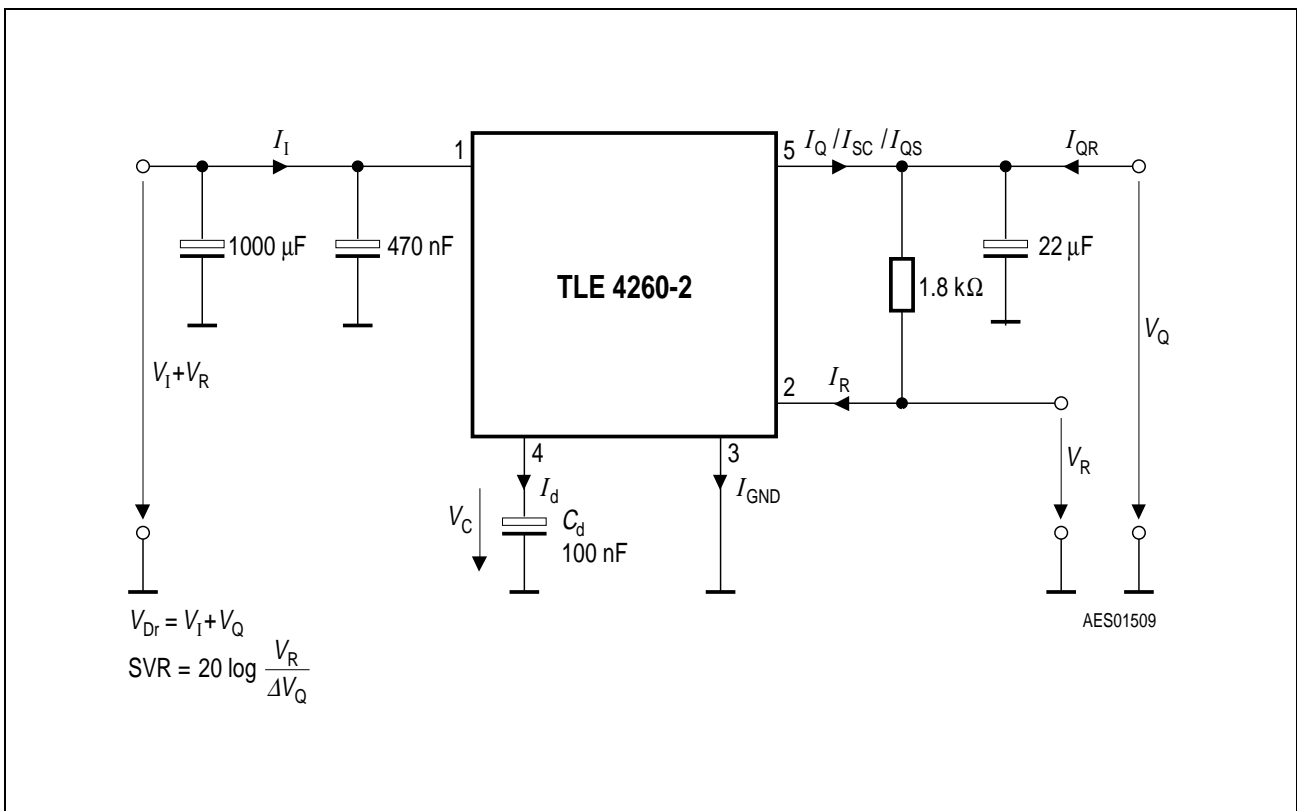 I_I
1
5
I_Q / I_SC / I_QS
I_QR
1000 µF
470 nF
TLE 4260-2
1.8 kΩ
22 µF
V_I+V_R
V_Q
2
I_R
4
3
V_R
I_d
I_GND
V_C
C_d
100 nF
V_Dr = V_I+V_Q
AES01509
SVR = 20 log V_R / ΔV_Q